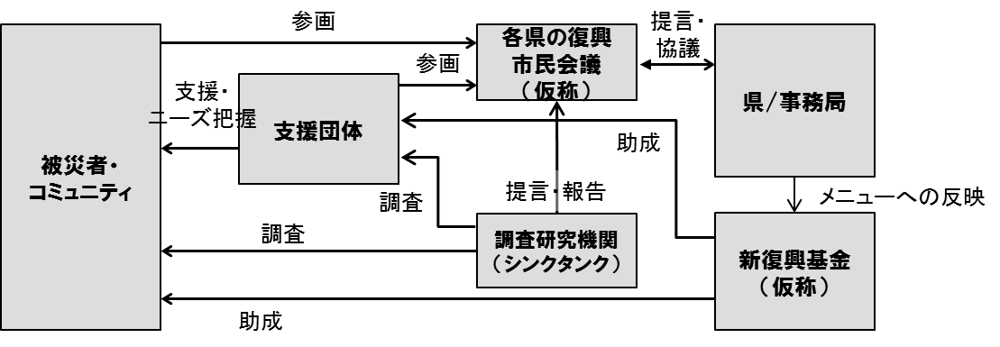 参画
各県の復興
市民会議
（仮称）
提言・
協議
県/事務局
参画
支援・
ニーズ把握
支援団体
被災者・
コミュニティ
助成
提言・報告
調査
メニューへの反映
調査
調査研究機関
（シンクタンク）
新復興基金
（仮称）
助成